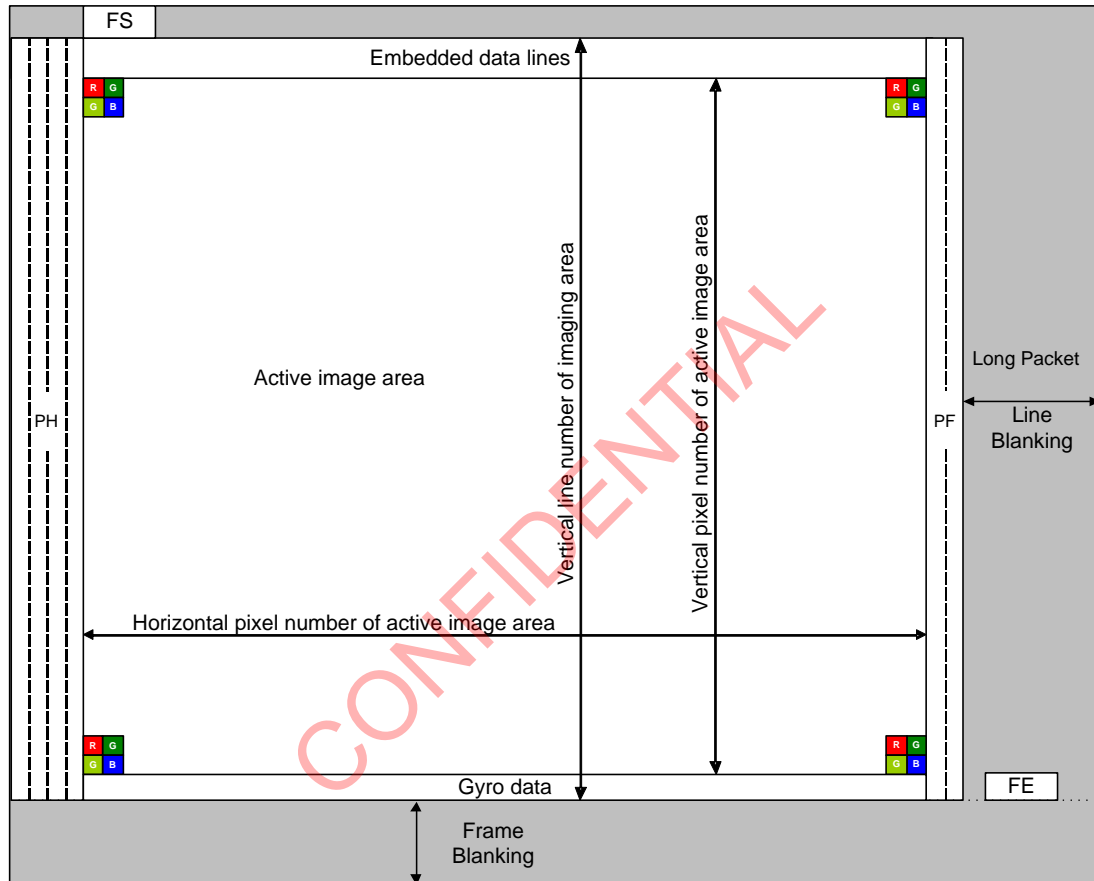 FS
Embedded data lines
R G
G B
R G
G B
Vertical line number of imaging area
Vertical pixel number of active image area
Active image area
Long Packet
PH
PF
Line
Blanking
CONFIDENTIAL
Horizontal pixel number of active image area
R G
G B
R G
G B
Gyro data
FE
Frame
Blanking